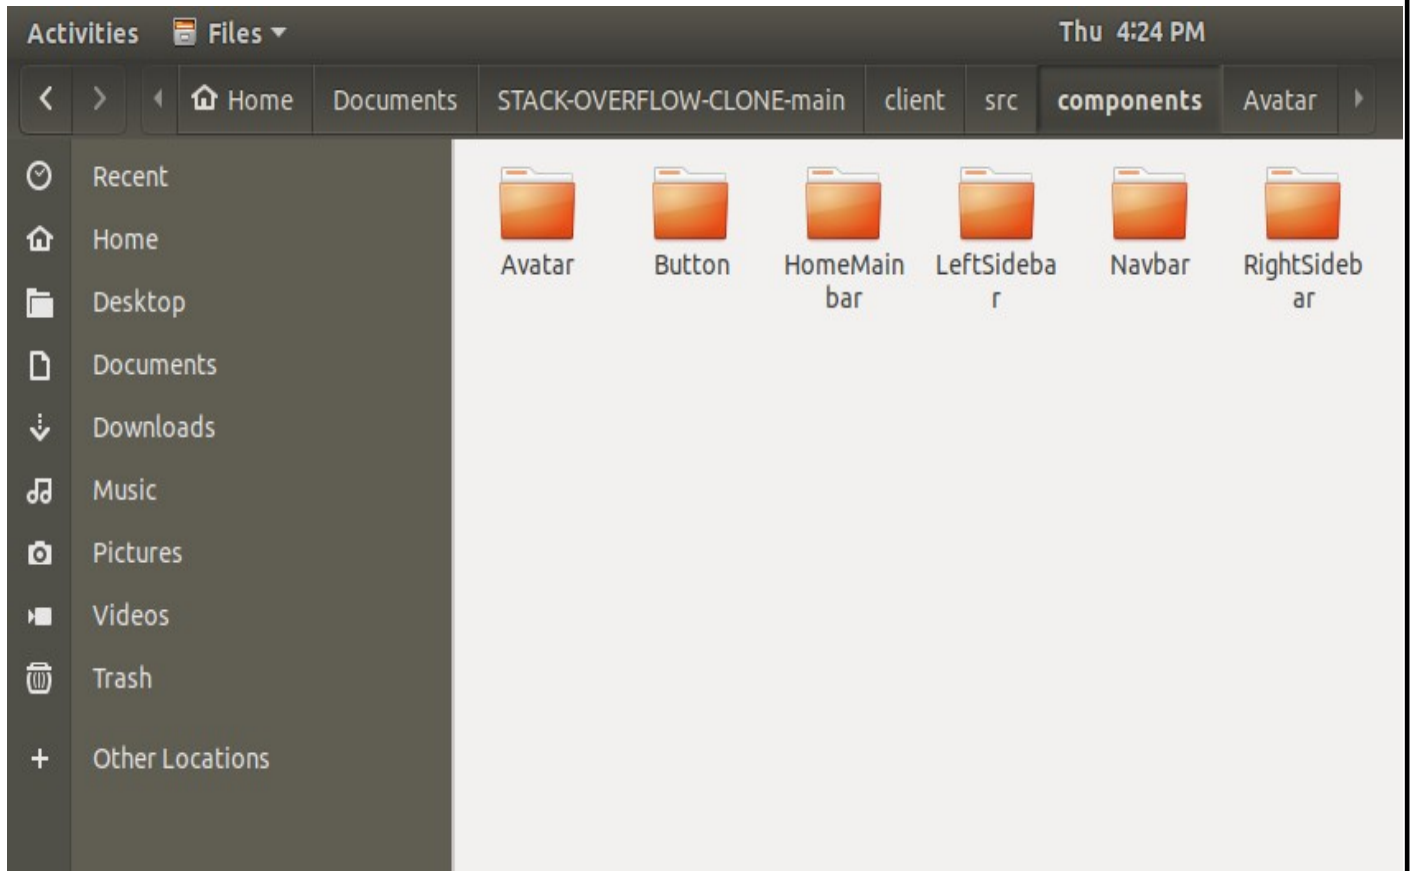 Activities Files Thu 4:24 PM
Home Documents STACK-OVERFLOW-CLONE-main client src components Avatar
Recent
Home
Desktop
Documents
Downloads
Music
Pictures
Videos
Trash
Other Locations
Avatar Button HomeMain LeftSideba Navbar RightSideb
bar r ar